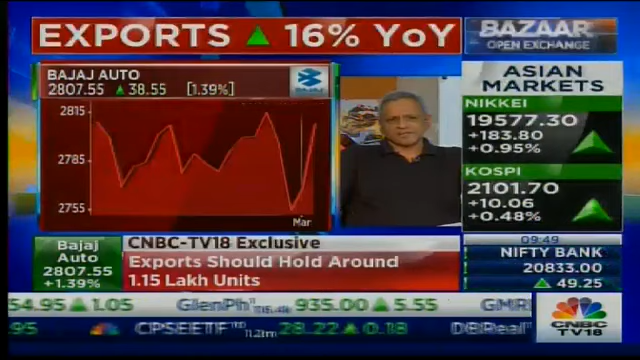 EXPORTS ▲ 16% YoY
BAZAAR
OPEN EXCHANGE
BAJAJ AUTO
2807.55 ▲ 38.55 [1.39%]
BAJAJ
2815
2785
2755
Mar
ASIAN
MARKETS
NIKKEI
19577.30
+183.80
+0.95%
KOSPI
2101.70
+10.06
+0.48%
Bajaj
Auto
2807.55
+1.39%
CNBC-TV18 Exclusive
Exports Should Hold Around
1.15 Lakh Units
09:49
NIFTY BANK
20833.00
▲ 49.25
54.95 ▲ 1.05 GlenPh 935.00 ▲ 5.55 GMRI
CPSEETF 28.22 ▲ 0.18 DBReal
CNBC
TV18